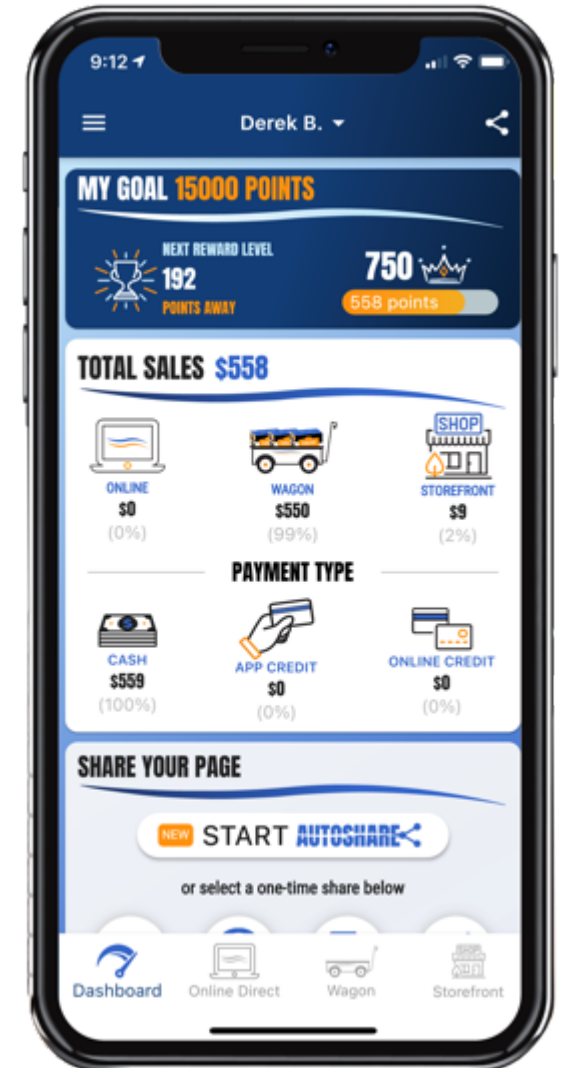 9:12
Derek B.
MY GOAL 15000 POINTS
NEXT REWARD LEVEL
192
POINTS AWAY
750
558 points
TOTAL SALES $558
SHOP
ONLINE
$0
(0%)
WAGON
$550
(99%)
STOREFRONT
$9
(2%)
PAYMENT TYPE
CASH
$559
(100%)
APP CREDIT
$0
(0%)
ONLINE CREDIT
$0
(0%)
SHARE YOUR PAGE
NEW START AUTOSHARE
or select a one-time share below
Dashboard Online Direct Wagon Storefront